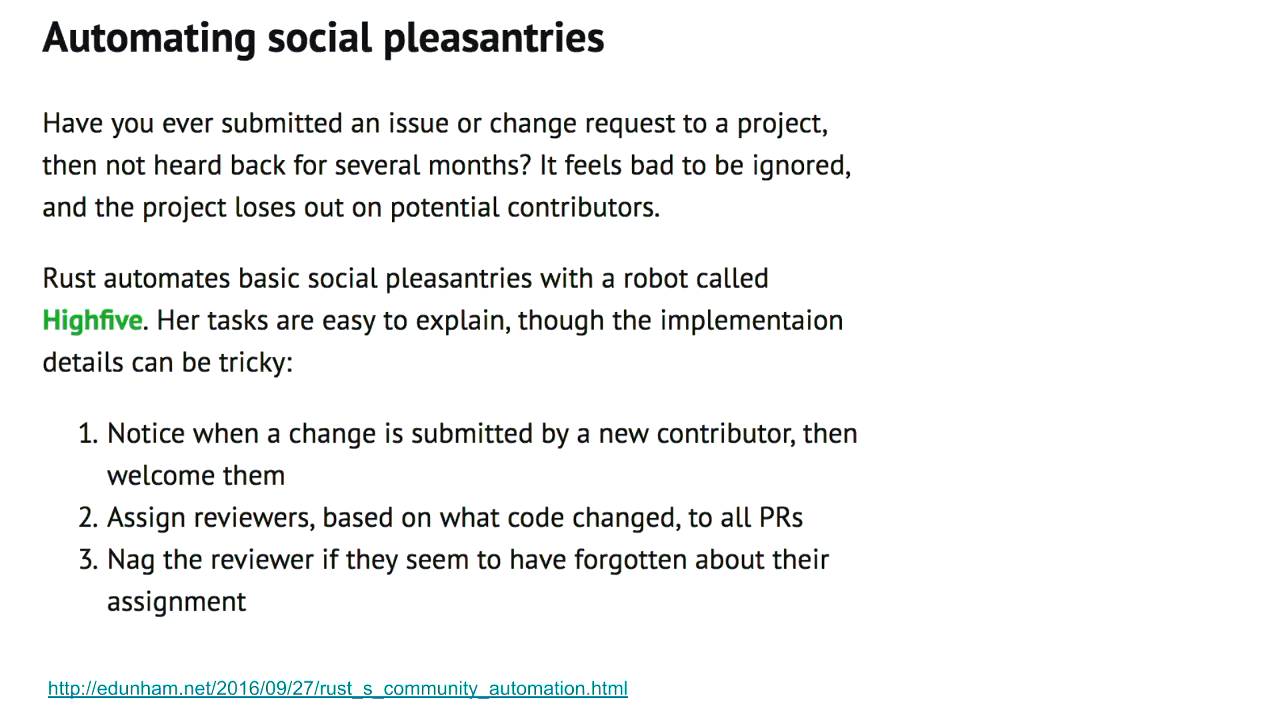 Automating social pleasantries
Have you ever submitted an issue or change request to a project,
then not heard back for several months? It feels bad to be ignored,
and the project loses out on potential contributors.
Rust automates basic social pleasantries with a robot called
Highfive. Her tasks are easy to explain, though the implementaion
details can be tricky:
1. Notice when a change is submitted by a new contributor, then
welcome them
2. Assign reviewers, based on what code changed, to all PRs
3. Nag the reviewer if they seem to have forgotten about their
assignment
http://edunham.net/2016/09/27/rust_s_community_automation.html